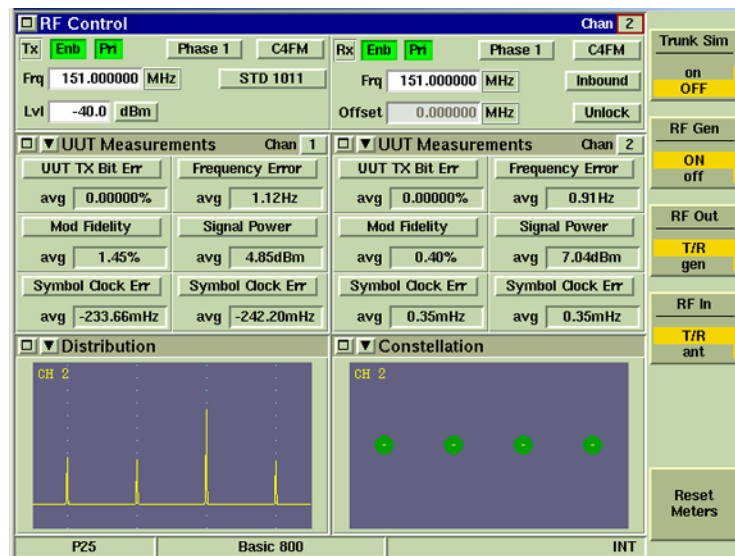 RF Control Chan 2
Tx Enb Pri Phase 1 C4FM
Frq 151.000000 MHz STD 1011
Lvl -40.0 dBm
Rx Enb Pri Phase 1 C4FM
Frq 151.000000 MHz Inbound
Offset 0.000000 MHz Unlock
UUT Measurements Chan 1
UUT TX Bit Err Frequency Error
avg 0.00000% avg 1.12Hz
Mod Fidelity Signal Power
avg 1.45% avg 4.85dBm
Symbol Clock Err Symbol Clock Err
avg -233.66mHz avg -242.20mHz
UUT Measurements Chan 2
UUT TX Bit Err Frequency Error
avg 0.00000% avg 0.91Hz
Mod Fidelity Signal Power
avg 0.40% avg 7.04dBm
Symbol Clock Err Symbol Clock Err
avg 0.35mHz avg 0.35mHz
Distribution
CH 2
Constellation
CH 2
P25 Basic 800 INT
Trunk Sim
on
OFF
RF Gen
ON
off
RF Out
T/R
gen
RF In
T/R
ant
Reset
Meters